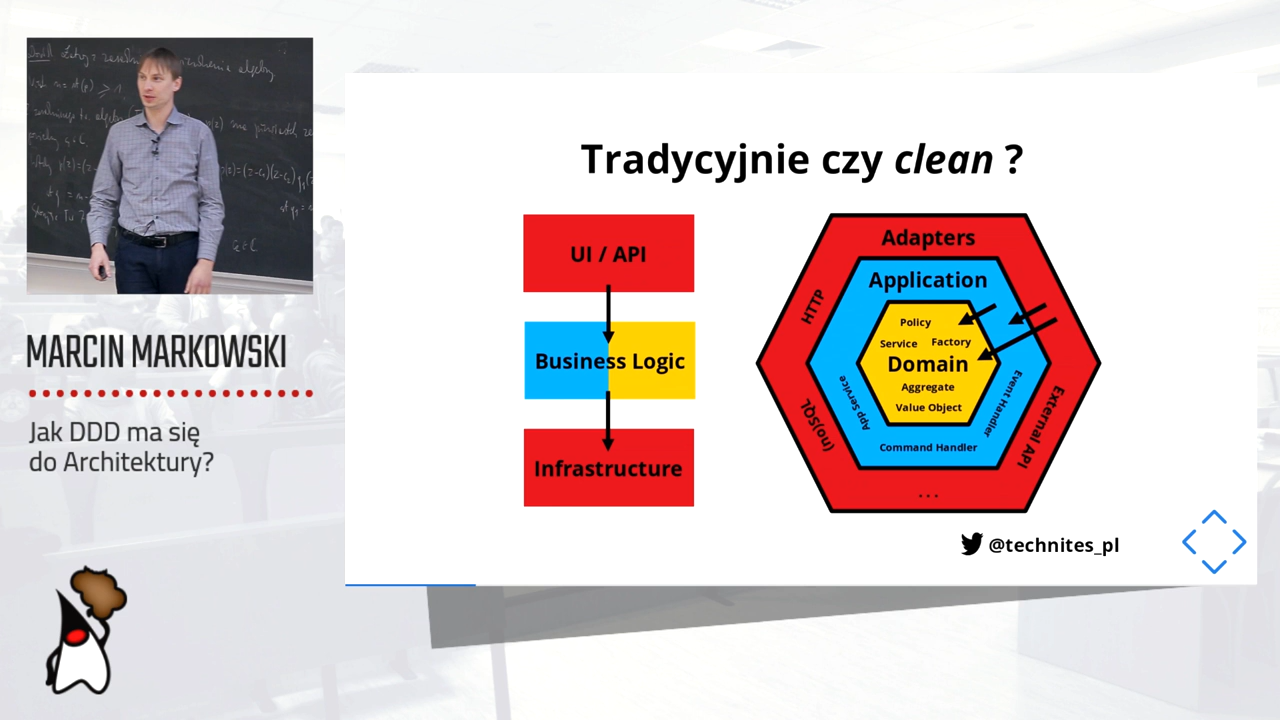 MARCIN MARKOWSKI
Jak DDD ma się
do Architektury?
Tradycyjnie czy clean ?
UI / API
Business Logic
Infrastructure
Adapters
Application
HTTP
Policy
Service Factory
Domain
Aggregate
Value Object
App Service
Event Handler
Command Handler
(no)SQL
External API
...
@technites_pl